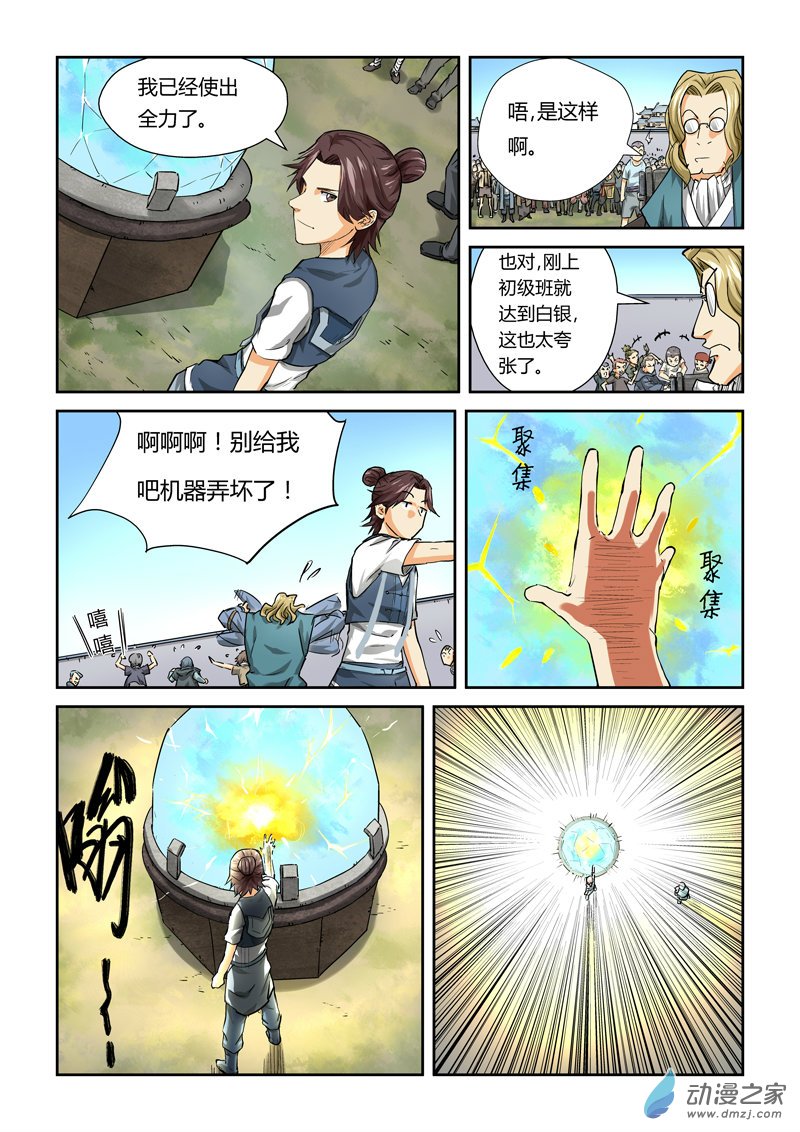 我已经使出
全力了。
唔,是这样
啊。
也对,刚上
初级班就
达到白银,
这也太夸
张了。
啊啊啊！别给我
吧机器弄坏了！
嘻
嘻
聚集
聚集
嗡
动漫之家
www.dmzj.com